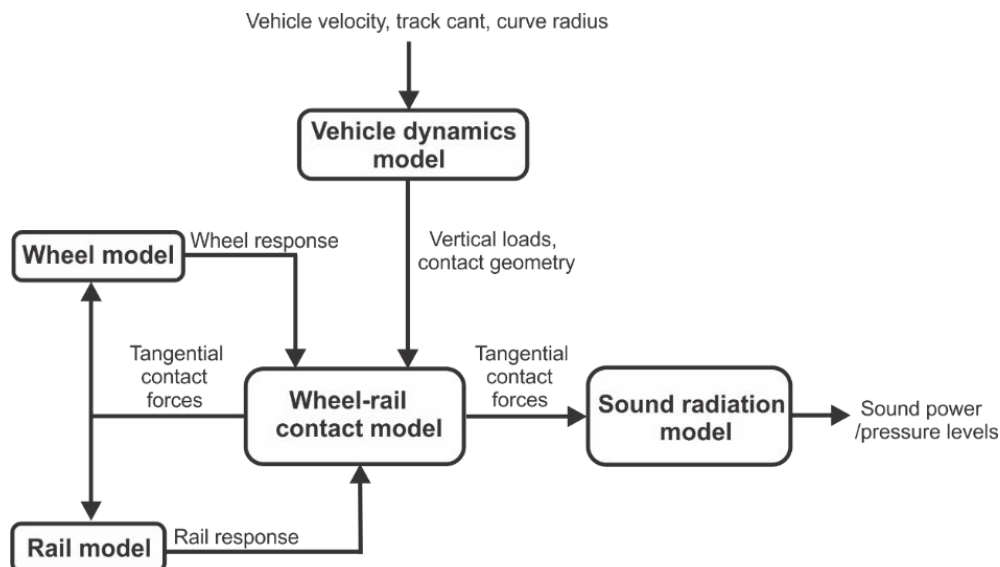 Vehicle velocity, track cant, curve radius
Vehicle dynamics
model
Wheel model
Wheel response
Vertical loads,
contact geometry
Tangential
contact
forces
Wheel-rail
contact model
Tangential
contact
forces
Sound radiation
model
Sound power
/pressure levels
Rail model
Rail response